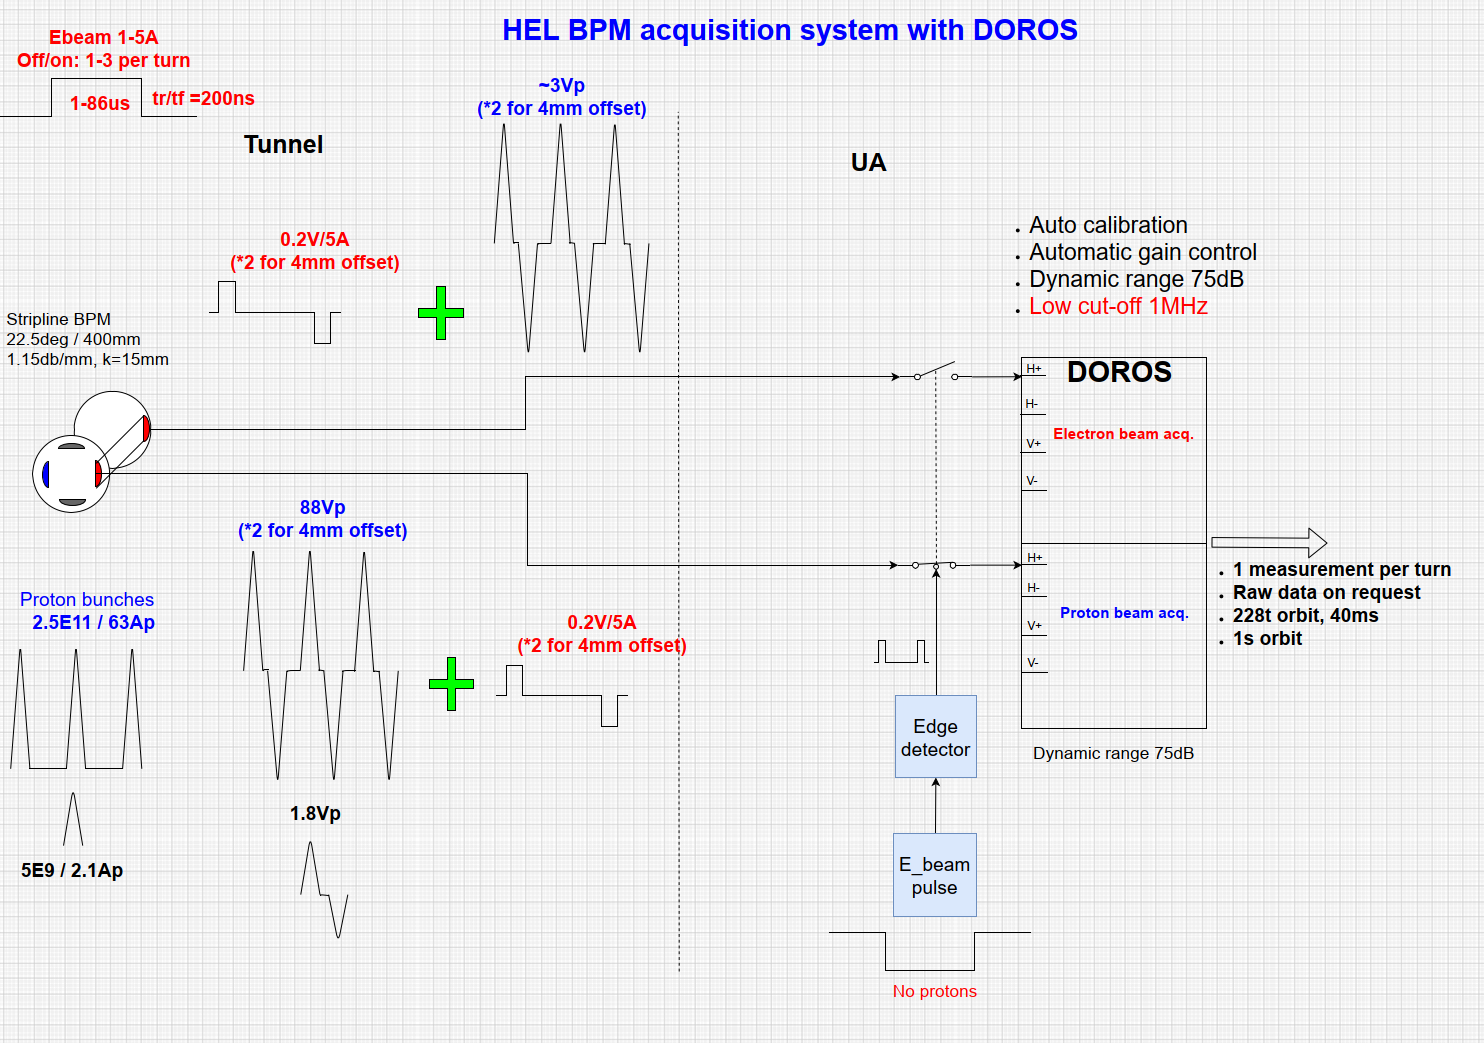 HEL BPM acquisition system with DOROS
Ebeam 1-5A
Off/on: 1-3 per turn
1-86us
tr/tf =200ns
Tunnel
~3Vp
(*2 for 4mm offset)
UA
0.2V/5A
(*2 for 4mm offset)
Auto calibration
Automatic gain control
Dynamic range 75dB
Low cut-off 1MHz
Stripline BPM
22.5deg / 400mm
1.15db/mm, k=15mm
DOROS
H+
H-
V+
V-
Electron beam acq.
88Vp
(*2 for 4mm offset)
H+
H-
V+
V-
Proton beam acq.
1 measurement per turn
Raw data on request
228t orbit, 40ms
1s orbit
Proton bunches
2.5E11 / 63Ap
0.2V/5A
(*2 for 4mm offset)
Edge
detector
Dynamic range 75dB
1.8Vp
5E9 / 2.1Ap
E_beam
pulse
No protons